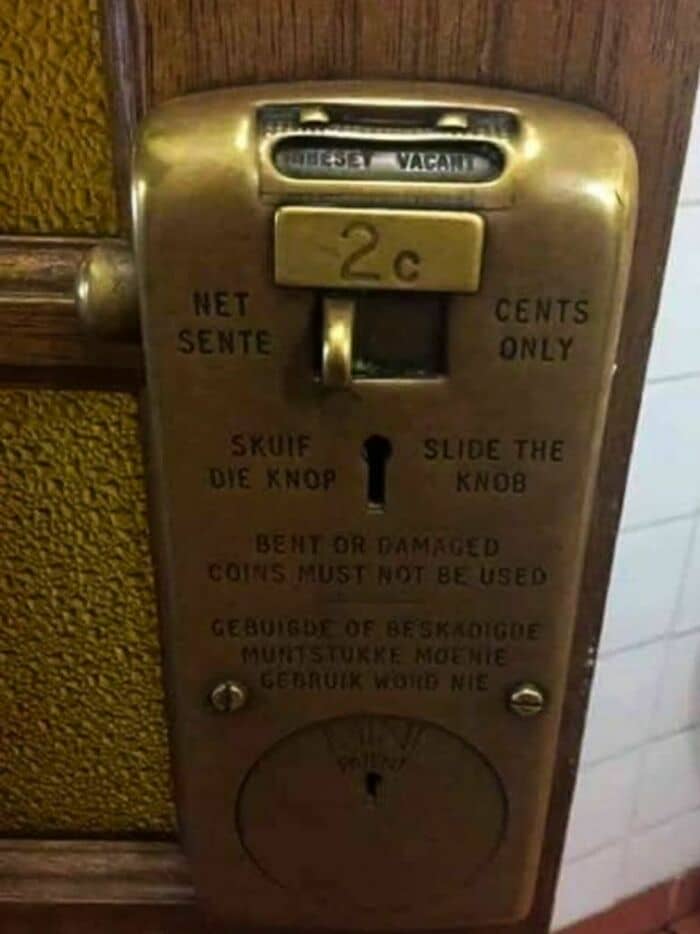 VACANT
2c
NET
SENTE
CENTS
ONLY
SKUIF
DIE KNOP
SLIDE THE
KNOB
BENT OR DAMAGED
COINS MUST NOT BE USED
GEBUIGDE OF BESKADIGDE
MUNTSTUKKE MOENIE
GEBRUIK WORD NIE
PATENT